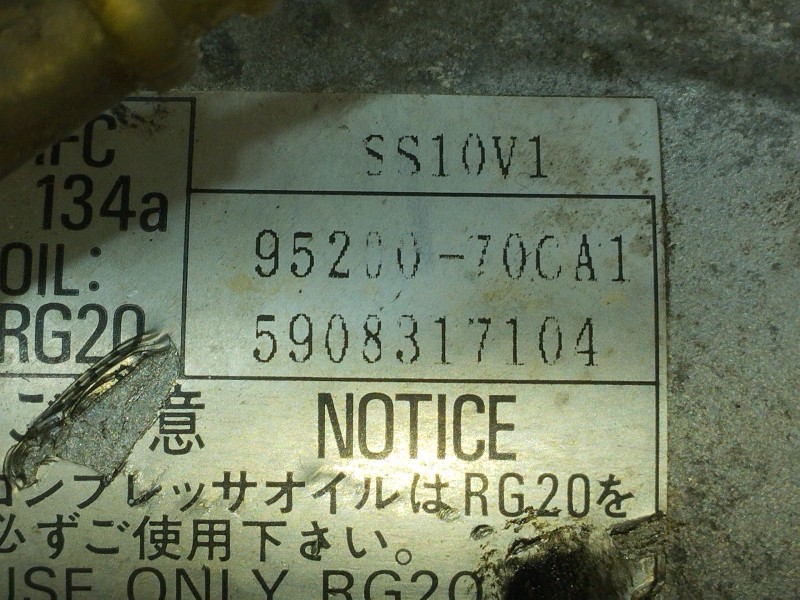 SS10V1
134a
OIL:
RG20
95200-70CA1
5908317104
意 NOTICE
コンプレッサオイルはRG20を
必ずご使用下さい。
USE ONLY RG20